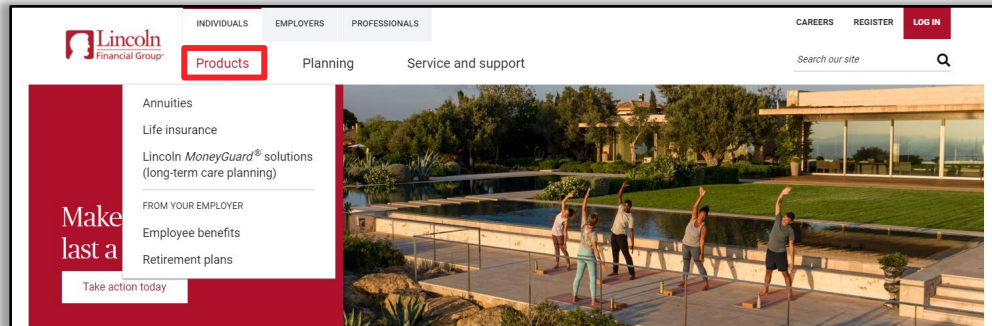 INDIVIDUALS EMPLOYERS PROFESSIONALS CAREERS REGISTER LOG IN
Lincoln
Financial Group®
Products Planning Service and support Search our site
Annuities
Life insurance
Lincoln MoneyGuard® solutions
(long-term care planning)
FROM YOUR EMPLOYER
Employee benefits
Retirement plans
Make
last a
Take action today